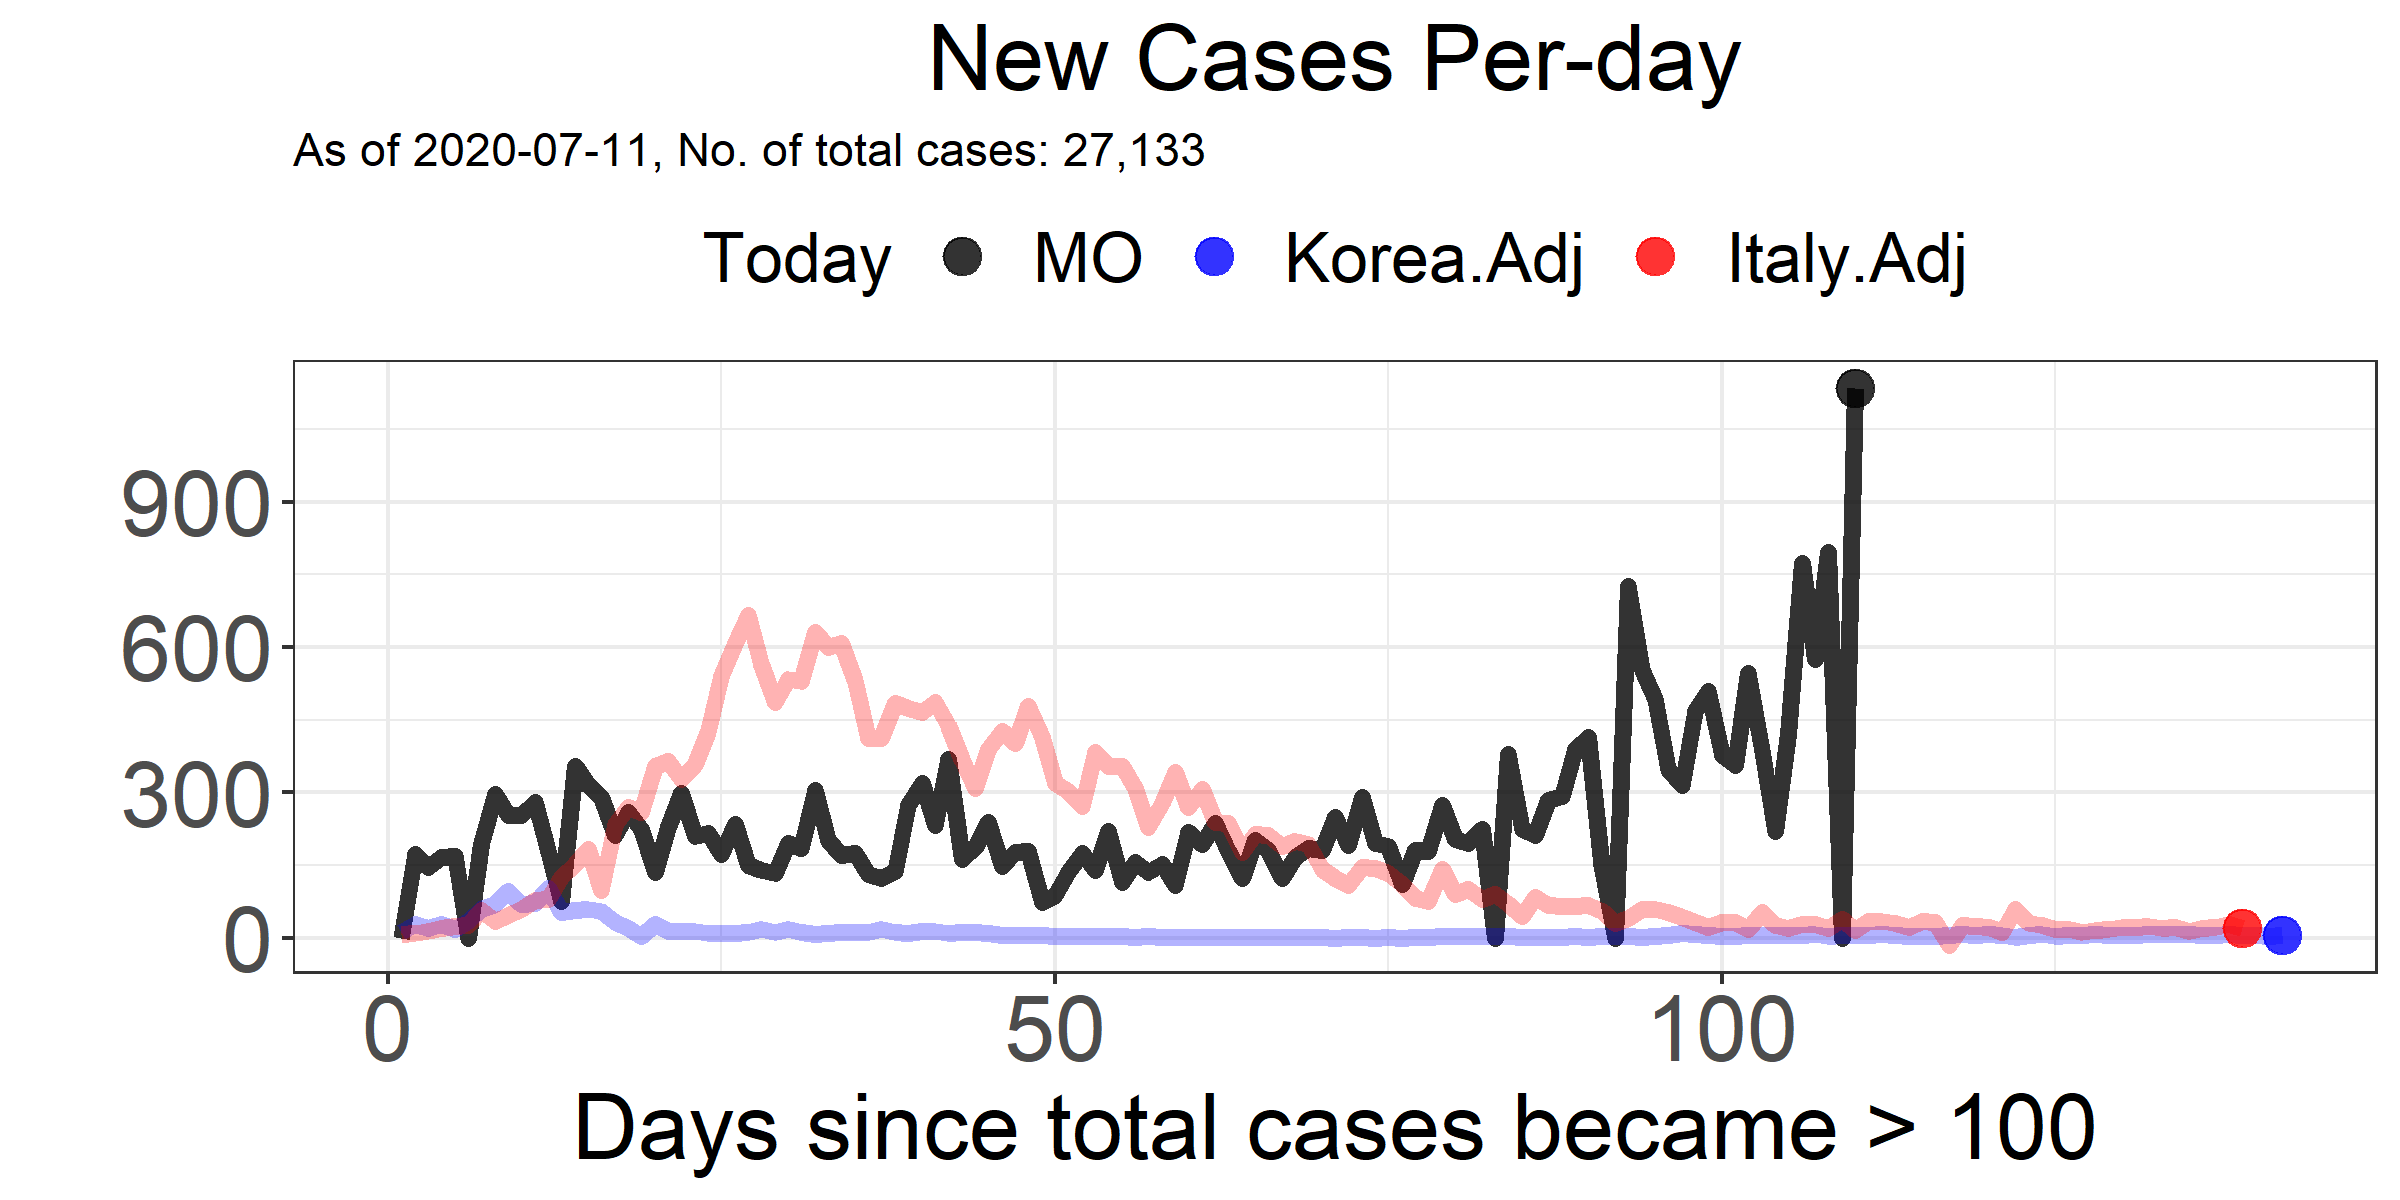 New Cases Per-day
As of 2020-07-11, No. of total cases: 27,133
Today MO Korea.Adj Italy.Adj
900
600
300
0
0 50 100
Days since total cases became > 100